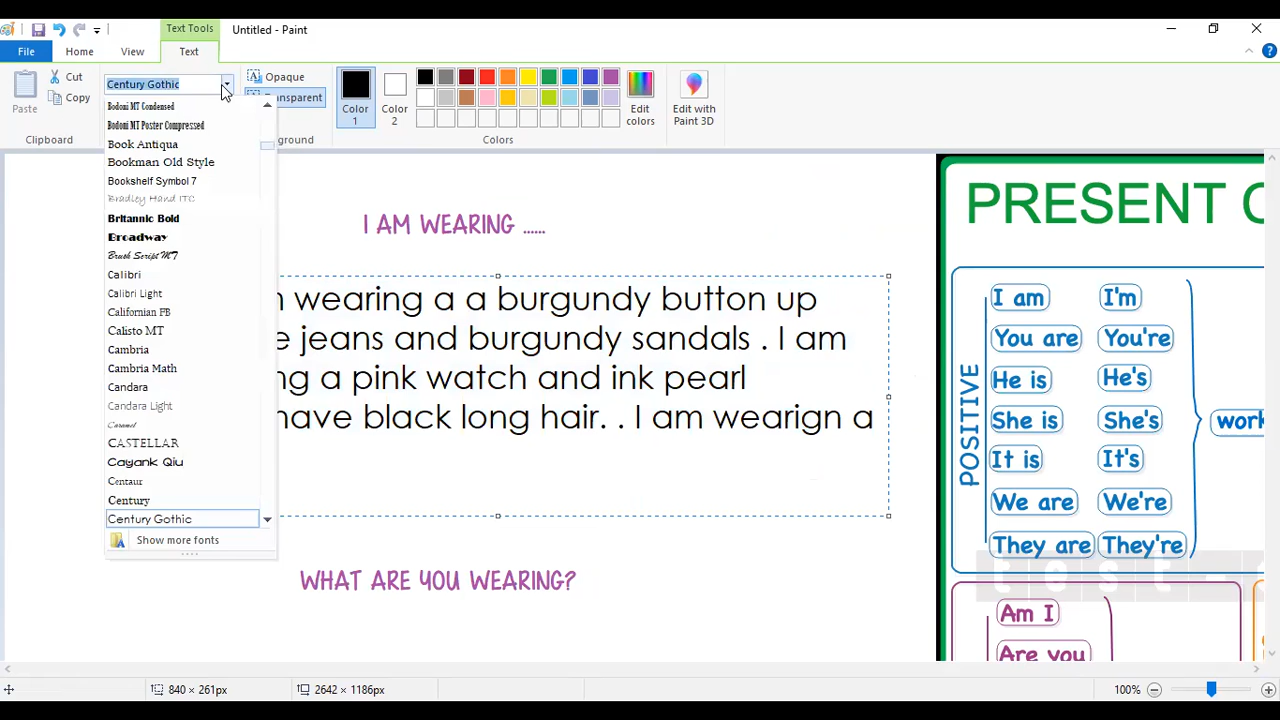 Text Tools
Untitled - Paint
File
Home
View
Text
Paste
Cut
Copy
Clipboard
Century Gothic
Opaque
Transparent
ground
Color 1
Color 2
Edit colors
Colors
Edit with Paint 3D
Bodoni MT Condensed
Bodoni MT Poster Compressed
Book Antiqua
Bookman Old Style
Bookshelf Symbol 7
Bradley Hand ITC
Britannic Bold
Broadway
Brush Script MT
Calibri
Calibri Light
Californian FB
Calisto MT
Cambria
Cambria Math
Candara
Candara Light
Caramel
CASTELLAR
Cayank Qiu
Centaur
Century
Century Gothic
Show more fonts
I AM WEARING ......
wearing a a burgundy button up
jeans and burgundy sandals . I am
a pink watch and ink pearl
have black long hair. . I am wearign a
WHAT ARE YOU WEARING?
PRESENT C
POSITIVE
I am
I'm
You are
You're
He is
He's
She is
She's
It is
It's
We are
We're
They are
They're
work
Am I
Are you
840 × 261px
2642 × 1186px
100%